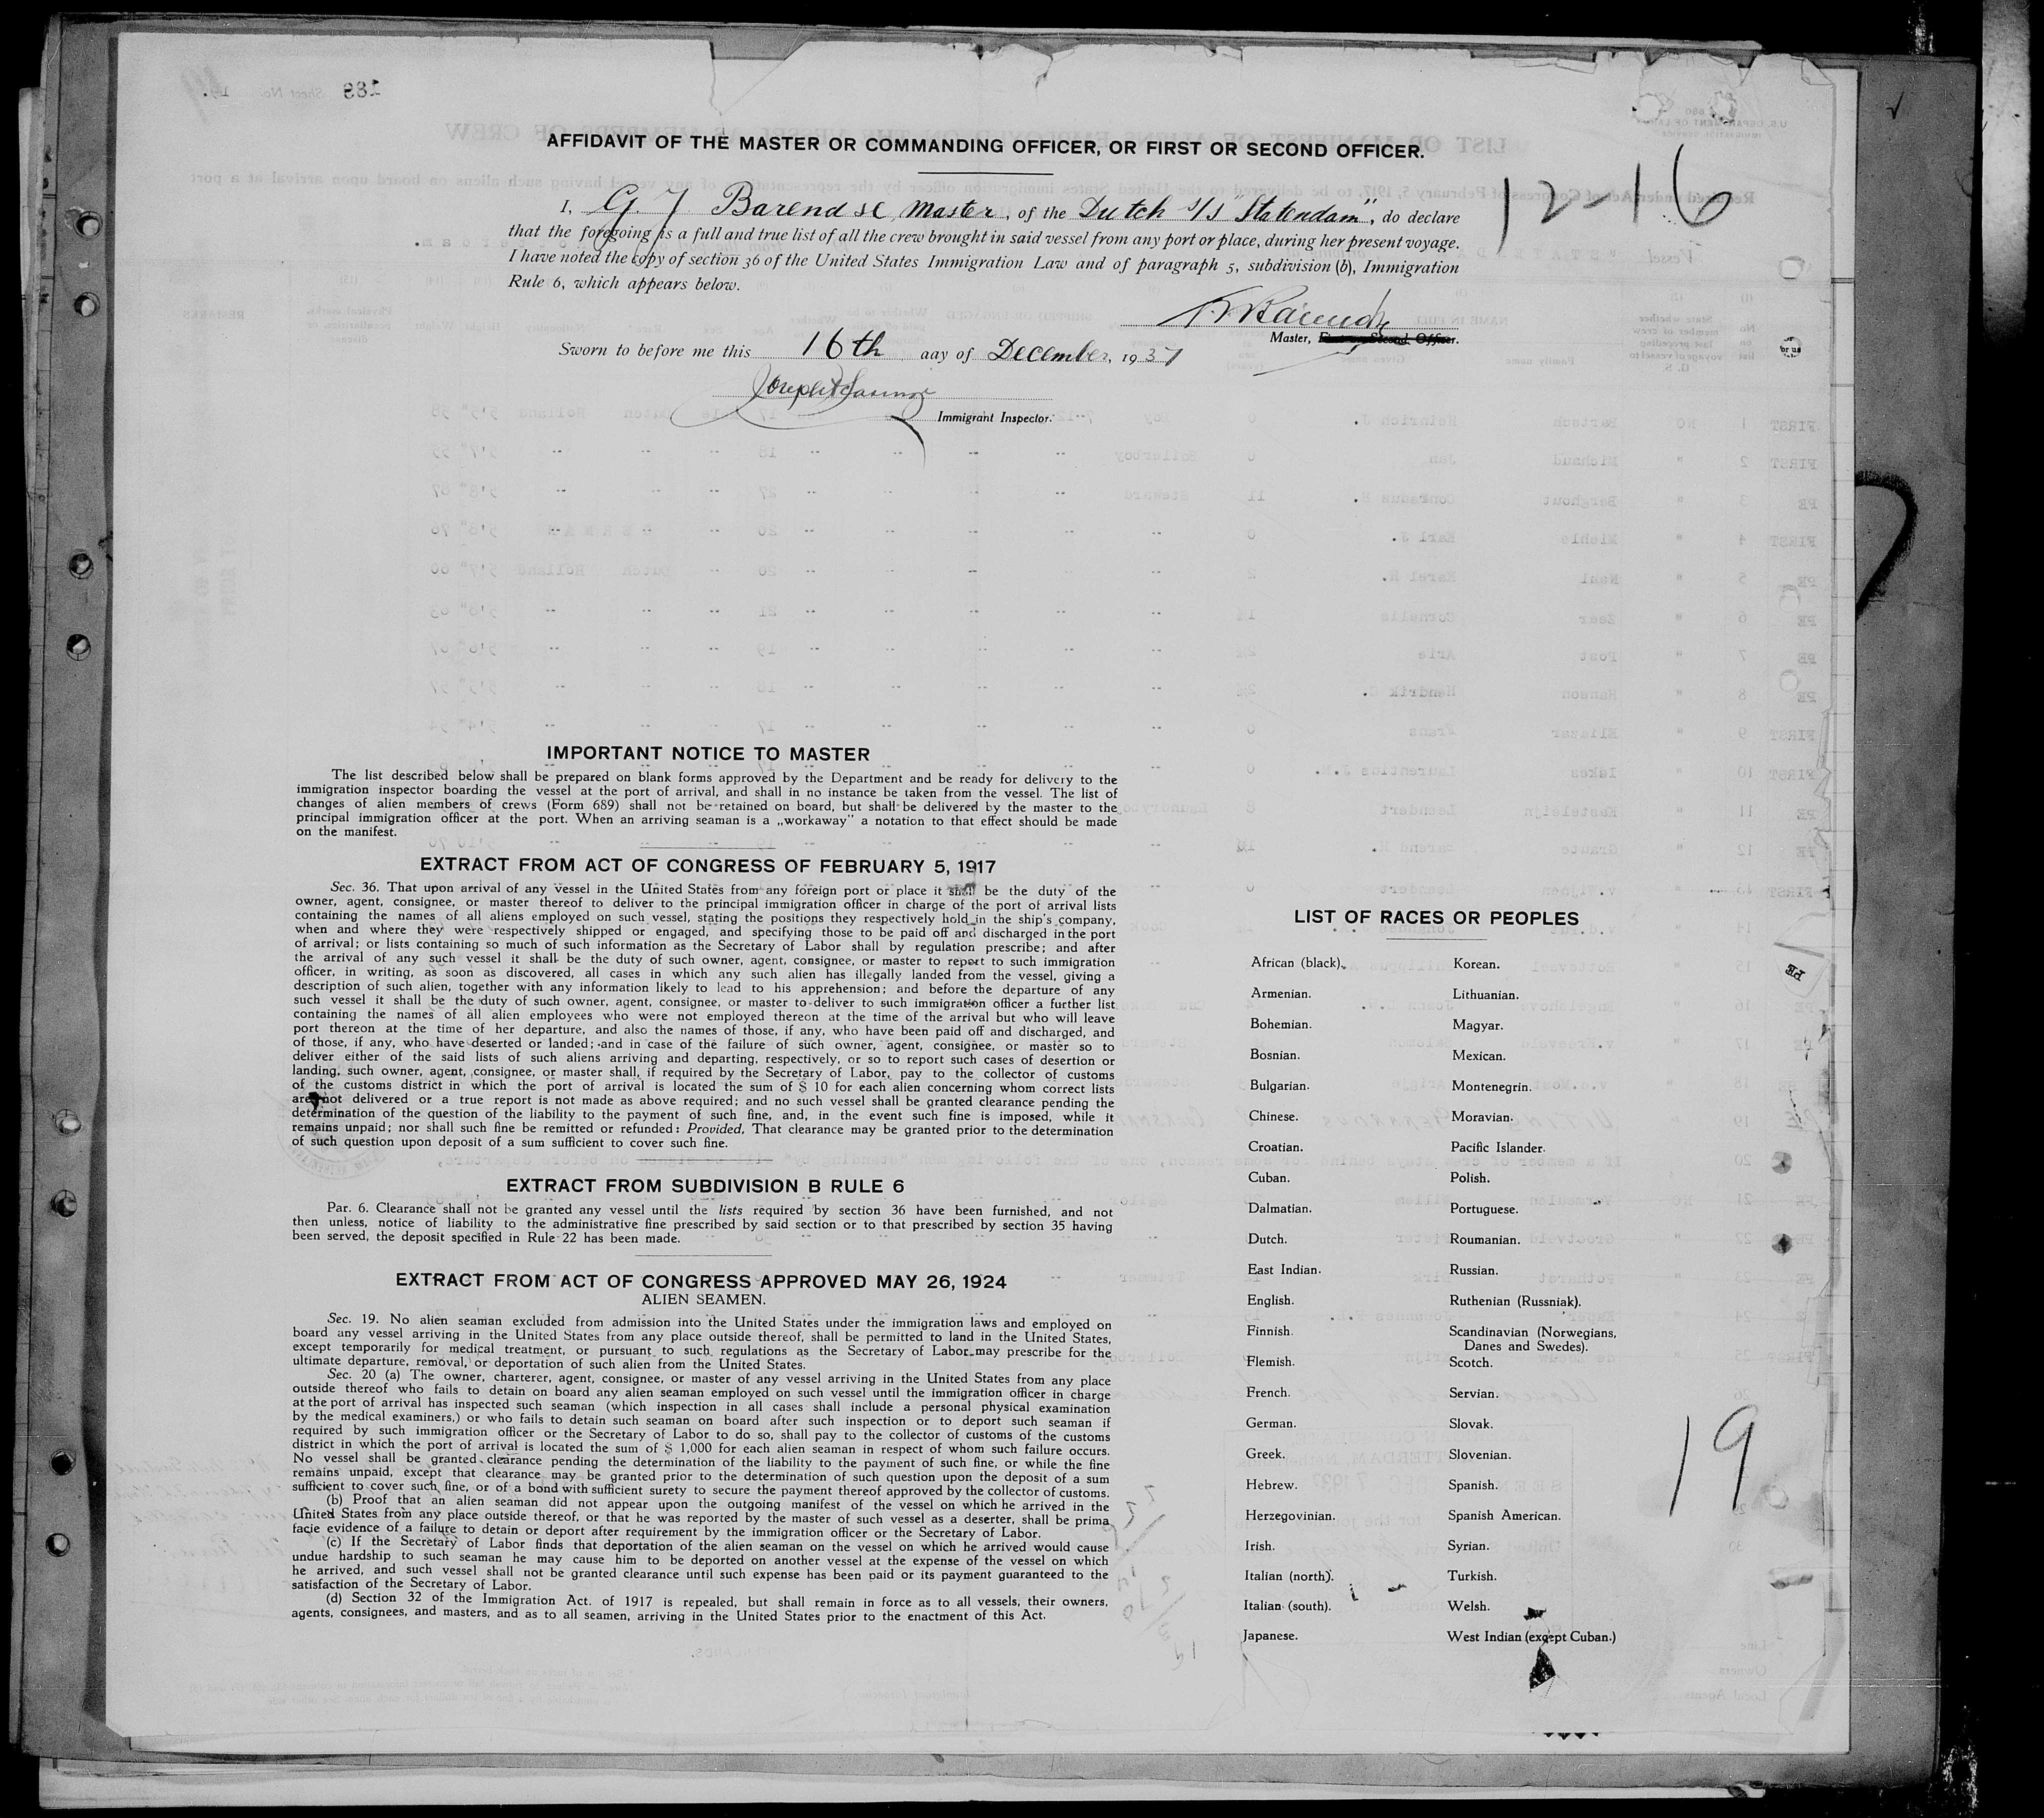 189
AFFIDAVIT OF THE MASTER OR COMMANDING OFFICER, OR FIRST OR SECOND OFFICER.
12-16
I, G. J Barendse, Master, of the Dutch s/s "Statendam", do declare
that the foregoing is a full and true list of all the crew brought in said vessel from any port or place, during her present voyage.
I have noted the copy of section 36 of the United States Immigration Law and of paragraph 5, subdivision (b), Immigration
Rule 6, which appears below.
Master, First or Second Officer.
Sworn to before me this 16th day of December, 1937
Immigrant Inspector.
IMPORTANT NOTICE TO MASTER
The list described below shall be prepared on blank forms approved by the Department and be ready for delivery to the
immigration inspector boarding the vessel at the port of arrival, and shall in no instance be taken from the vessel. The list of
changes of alien members of crews (Form 689) shall not be retained on board, but shall be delivered by the master to the
principal immigration officer at the port. When an arriving seaman is a „workaway” a notation to that effect should be made
on the manifest.
EXTRACT FROM ACT OF CONGRESS OF FEBRUARY 5, 1917
Sec. 36. That upon arrival of any vessel in the United States from any foreign port or place it shall be the duty of the
owner, agent, consignee, or master thereof to deliver to the principal immigration officer in charge of the port of arrival lists
containing the names of all aliens employed on such vessel, stating the positions they respectively hold in the ship's company,
when and where they were respectively shipped or engaged, and specifying those to be paid off and discharged in the port
of arrival; or lists containing so much of such information as the Secretary of Labor shall by regulation prescribe; and after
the arrival of any such vessel it shall be the duty of such owner, agent, consignee, or master to report to such immigration
officer, in writing, as soon as discovered, all cases in which any such alien has illegally landed from the vessel, giving a
description of such alien, together with any information likely to lead to his apprehension; and before the departure of any
such vessel it shall be the duty of such owner, agent, consignee, or master to deliver to such immigration officer a further list
containing the names of all alien employees who were not employed thereon at the time of the arrival but who will leave
port thereon at the time of her departure, and also the names of those, if any, who have been paid off and discharged, and
of those, if any, who have deserted or landed; and in case of the failure of such owner, agent, consignee, or master so to
deliver either of the said lists of such aliens arriving and departing, respectively, or so to report such cases of desertion or
landing, such owner, agent, consignee, or master shall, if required by the Secretary of Labor, pay to the collector of customs
of the customs district in which the port of arrival is located the sum of $ 10 for each alien concerning whom correct lists
are not delivered or a true report is not made as above required; and no such vessel shall be granted clearance pending the
determination of the question of the liability to the payment of such fine, and, in the event such fine is imposed, while it
remains unpaid; nor shall such fine be remitted or refunded: Provided, That clearance may be granted prior to the determination
of such question upon deposit of a sum sufficient to cover such fine.
EXTRACT FROM SUBDIVISION B RULE 6
Par. 6. Clearance shall not be granted any vessel until the lists required by section 36 have been furnished, and not
then unless, notice of liability to the administrative fine prescribed by said section or to that prescribed by section 35 having
been served, the deposit specified in Rule 22 has been made.
EXTRACT FROM ACT OF CONGRESS APPROVED MAY 26, 1924
ALIEN SEAMEN.
Sec. 19. No alien seaman excluded from admission into the United States under the immigration laws and employed on
board any vessel arriving in the United States from any place outside thereof, shall be permitted to land in the United States,
except temporarily for medical treatment, or pursuant to such regulations as the Secretary of Labor may prescribe for the
ultimate departure, removal, or deportation of such alien from the United States.
Sec. 20 (a) The owner, charterer, agent, consignee, or master of any vessel arriving in the United States from any place
outside thereof who fails to detain on board any alien seaman employed on such vessel until the immigration officer in charge
at the port of arrival has inspected such seaman (which inspection in all cases shall include a personal physical examination
by the medical examiners,) or who fails to detain such seaman on board after such inspection or to deport such seaman if
required by such immigration officer or the Secretary of Labor to do so, shall pay to the collector of customs of the customs
district in which the port of arrival is located the sum of $ 1,000 for each alien seaman in respect of whom such failure occurs.
No vessel shall be granted clearance pending the determination of the liability to the payment of such fine, or while the fine
remains unpaid, except that clearance may be granted prior to the determination of such question upon the deposit of a sum
sufficient to cover such fine, or of a bond with sufficient surety to secure the payment thereof approved by the collector of customs.
(b) Proof that an alien seaman did not appear upon the outgoing manifest of the vessel on which he arrived in the
United States from any place outside thereof, or that he was reported by the master of such vessel as a deserter, shall be prima
facie evidence of a failure to detain or deport after requirement by the immigration officer or the Secretary of Labor.
(c) If the Secretary of Labor finds that deportation of the alien seaman on the vessel on which he arrived would cause
undue hardship to such seaman he may cause him to be deported on another vessel at the expense of the vessel on which
he arrived, and such vessel shall not be granted clearance until such expense has been paid or its payment guaranteed to the
satisfaction of the Secretary of Labor.
(d) Section 32 of the Immigration Act. of 1917 is repealed, but shall remain in force as to all vessels, their owners,
agents, consignees, and masters, and as to all seamen, arriving in the United States prior to the enactment of this Act.
LIST OF RACES OR PEOPLES
African (black). Korean.
Armenian. Lithuanian.
Bohemian. Magyar.
Bosnian. Mexican.
Bulgarian. Montenegrin.
Chinese. Moravian.
Croatian. Pacific Islander.
Cuban. Polish.
Dalmatian. Portuguese.
Dutch. Roumanian.
East Indian. Russian.
English. Ruthenian (Russniak).
Finnish. Scandinavian (Norwegians,
Danes and Swedes).
Flemish. Scotch.
French. Servian.
German. Slovak.
Greek. Slovenian.
Hebrew. Spanish.
Herzegovinian. Spanish American.
Irish. Syrian.
Italian (north). Turkish.
Italian (south). Welsh.
Japanese. West Indian (except Cuban.)
19